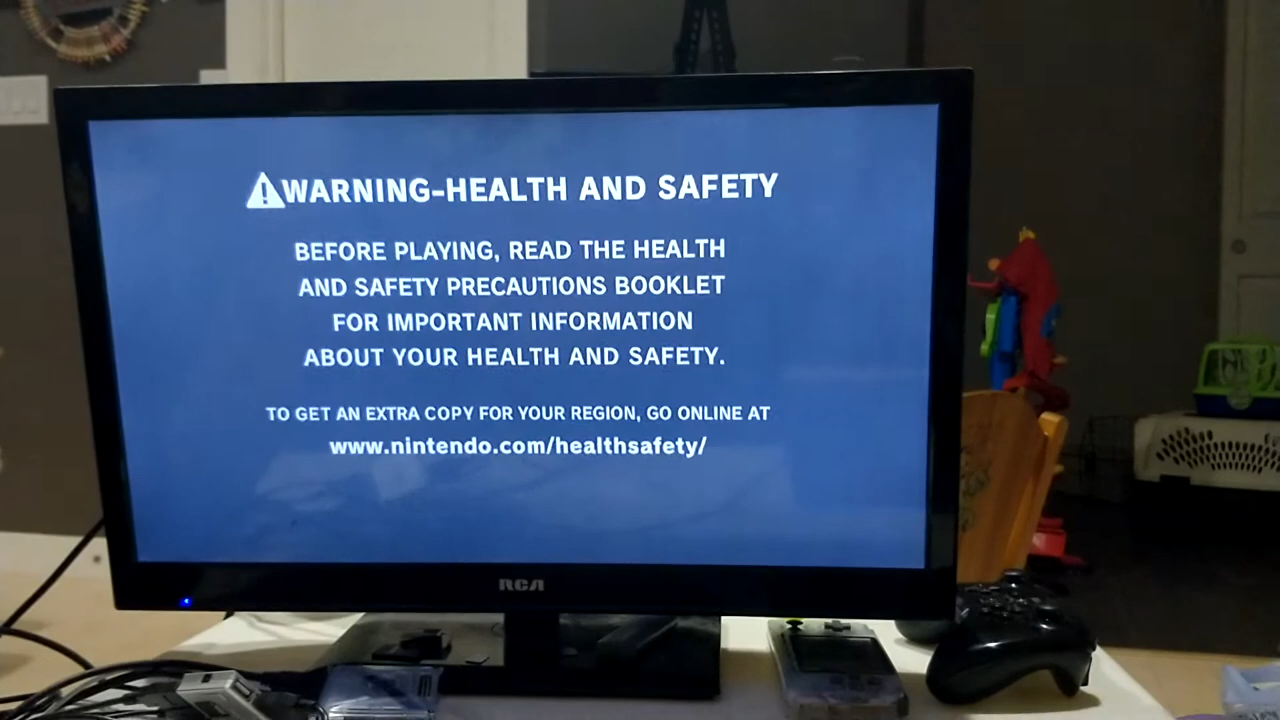 WARNING-HEALTH AND SAFETY
BEFORE PLAYING, READ THE HEALTH
AND SAFETY PRECAUTIONS BOOKLET
FOR IMPORTANT INFORMATION
ABOUT YOUR HEALTH AND SAFETY.
TO GET AN EXTRA COPY FOR YOUR REGION, GO ONLINE AT
www.nintendo.com/healthsafety/
RCA